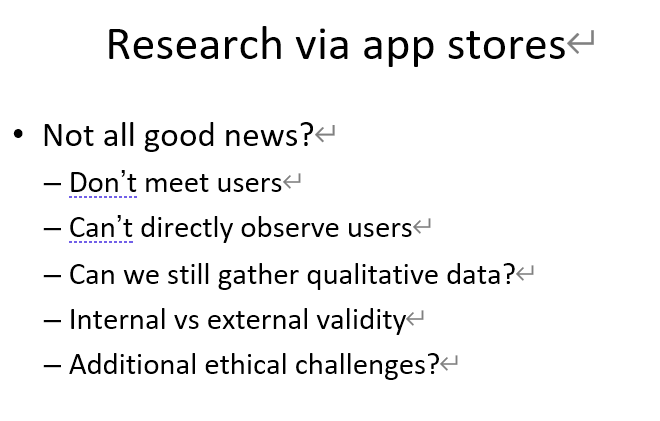 Research via app stores↵
• Not all good news?↵
– Don’t meet users↵
– Can’t directly observe users↵
– Can we still gather qualitative data?↵
– Internal vs external validity↵
– Additional ethical challenges?↵